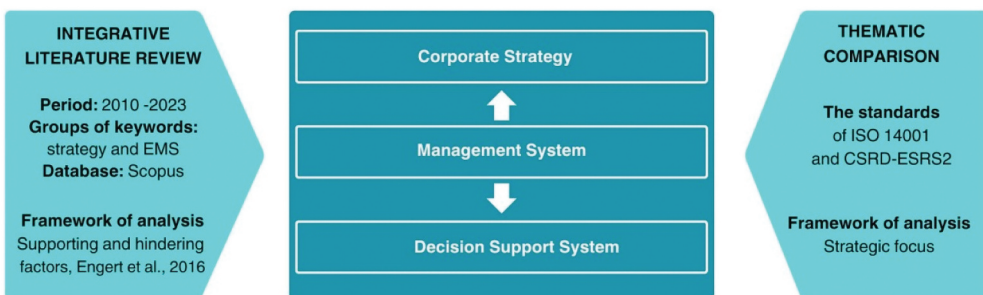 INTEGRATIVE
LITERATURE REVIEW
Period: 2010 -2023
Groups of keywords:
strategy and EMS
Database: Scopus
Framework of analysis
Supporting and hindering
factors, Engert et al., 2016
Corporate Strategy
Management System
Decision Support System
THEMATIC
COMPARISON
The standards
of ISO 14001
and CSRD-ESRS2
Framework of analysis
Strategic focus